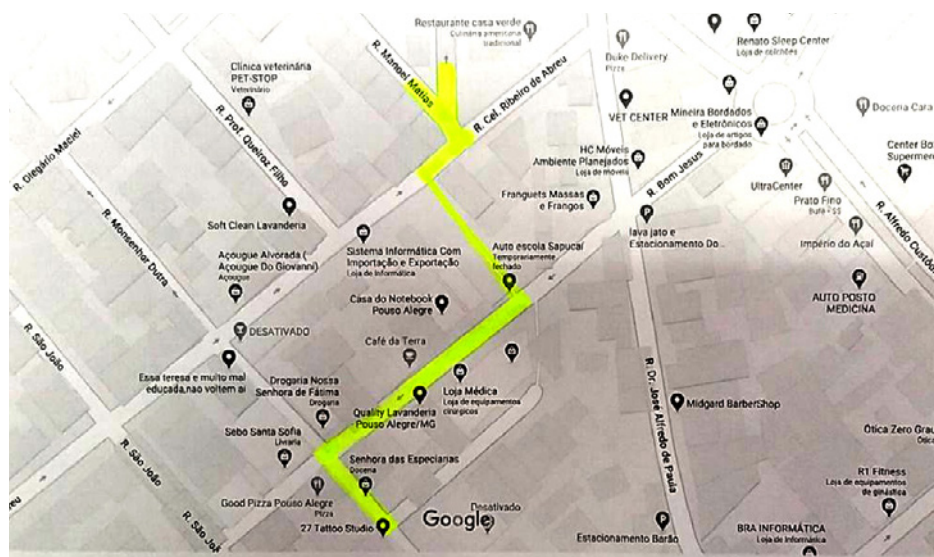 Restaurante casa verde
Culinária americana
tradicional
Renato Sleep Center
Loja de colchões
Duke Delivery
Pizza
Clínica veterinária
PET-STOP
Veterinário
R. Manoel Matias
R. Cel. Ribeiro de Abreu
VET CENTER
Mineira Bordados
e Eletrônicos
Loja de artigos
para bordado
Doceria Cara
R. Prof. Queiroz Filho
R. Diegário Maciel
HC Móveis
Ambiente Planejados
Loja de móveis
Center Bo
Supermer
R. Bom Jesus
UltraCenter
Prato Fino
Franguets Massas
e Frangos
R. Alfredo Custód
R. Monsenhor Dutra
Soft Clean Lavanderia
lava jato e
Estacionamento Do...
Império do Açaí
Sistema Informática Com
Importação e Exportação
Loja de informática
Auto escola Sapucaí
Temporariamente
fechado
Açougue Alvorada (
Açougue Do Giovanni)
Açougue
Casa do Notebook
Pouso Alegre
AUTO POSTO
MEDICINA
DESATIVADO
Café da Terra
R. São João
Essa teresa e muito mal
educada,nao voltem ai
Drogaria Nossa
Senhora de Fátima
Drogaria
Loja Médica
Loja de equipamentos
cirúrgicos
R. Dr. José Alfredo de Paula
Midgard BarberShop
Quality Lavanderia
Pouso Alegre/MG
Sebo Santa Sofia
Livraria
Ótica Zero Grau
Ótica
R. São João
Senhora das Especiarias
Doceria
R1 Fitness
Loja de equipamentos
de ginástica
reu
Good Pizza Pouso Alegre
Pizza
R. São Joã
27 Tattoo Studio
Google
Desativado
Estacionamento Barão
BRA INFORMÁTICA
Loja de informática